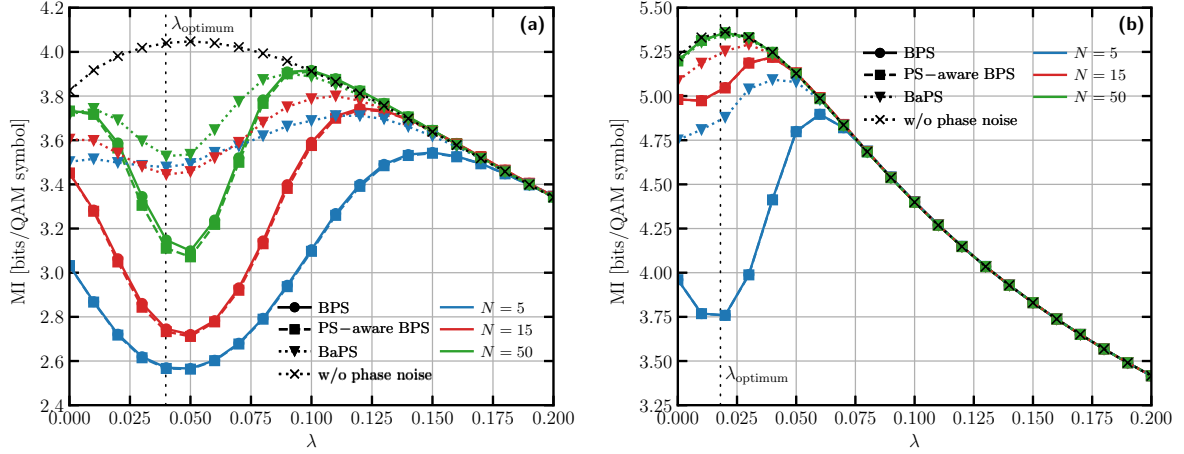 (a)
λoptimum
MI [bits/QAM symbol]
4.2
4.0
3.8
3.6
3.4
3.2
3.0
2.8
2.6
2.4
BPS
PS−aware BPS
BaPS
w/o phase noise
N = 5
N = 15
N = 50
0.000 0.025 0.050 0.075 0.100 0.125 0.150 0.175 0.200
λ
(b)
MI [bits/QAM symbol]
5.50
5.25
5.00
4.75
4.50
4.25
4.00
3.75
3.50
3.25
BPS
PS−aware BPS
BaPS
w/o phase noise
N = 5
N = 15
N = 50
λoptimum
0.000 0.025 0.050 0.075 0.100 0.125 0.150 0.175 0.200
λ